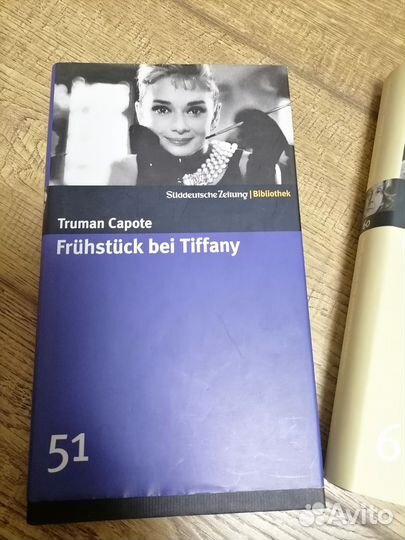 Süddeutsche Zeitung | Bibliothek
Truman Capote
Frühstück bei Tiffany
51
6
Avito